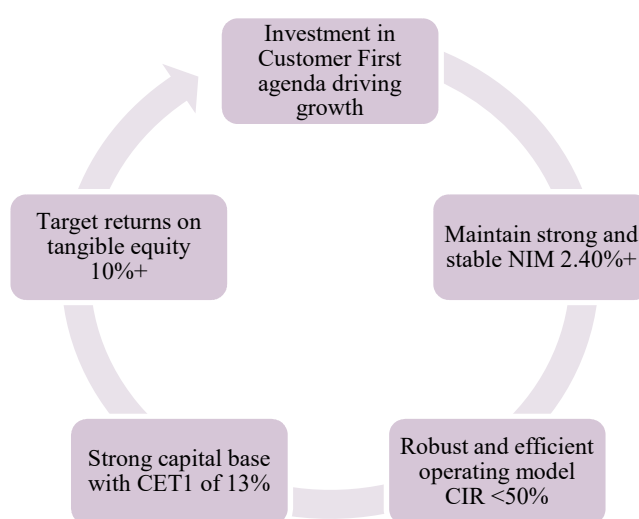 Investment in
Customer First
agenda driving
growth
Maintain strong and
stable NIM 2.40%+
Robust and efficient
operating model
CIR <50%
Strong capital base
with CET1 of 13%
Target returns on
tangible equity
10%+